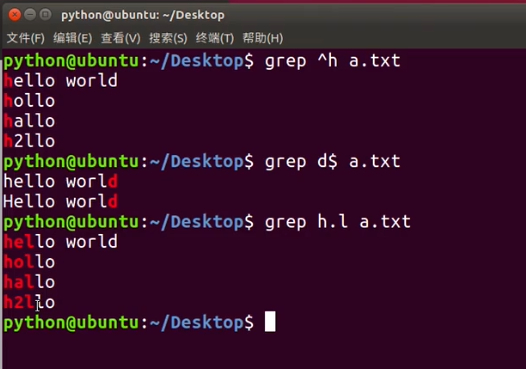 python@ubuntu: ~/Desktop
文件(F) 编辑(E) 查看(V) 搜索(S) 终端(T) 帮助(H)
python@ubuntu:~/Desktop$ grep ^h a.txt
hello world
hollo
hallo
h2llo
python@ubuntu:~/Desktop$ grep d$ a.txt
hello world
Hello world
python@ubuntu:~/Desktop$ grep h.l a.txt
hello world
hollo
hallo
h2llo
python@ubuntu:~/Desktop$